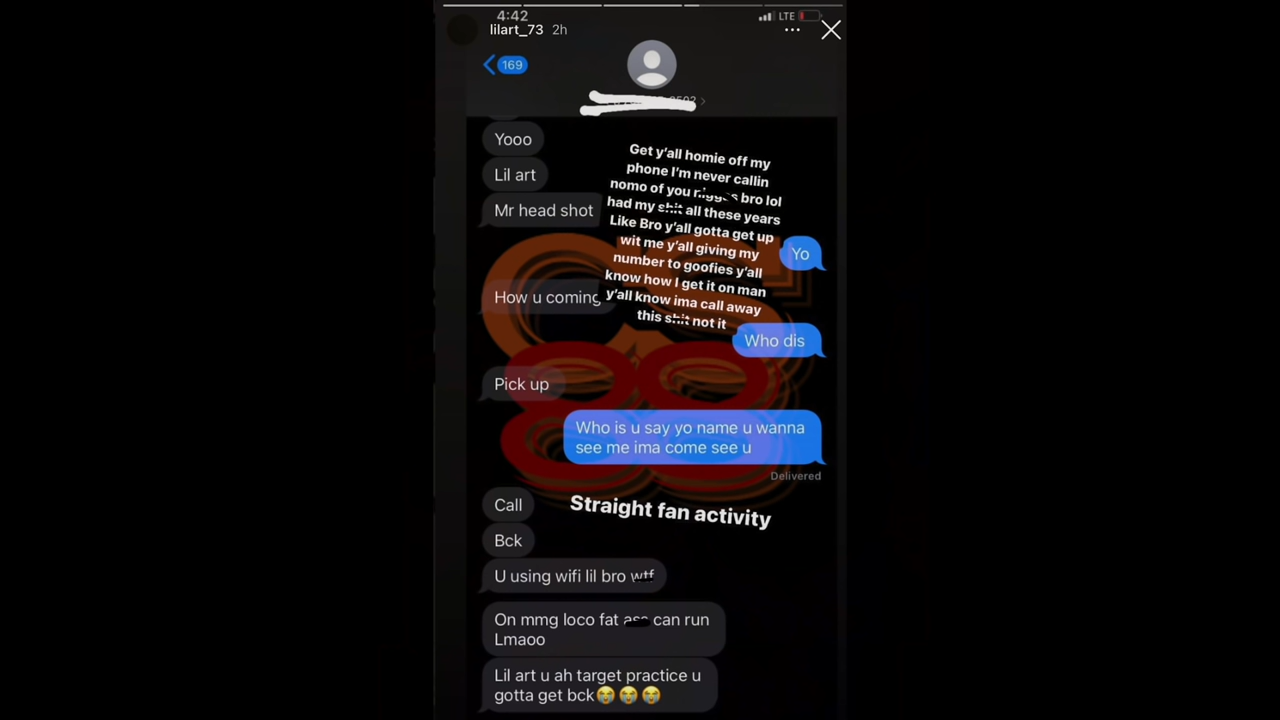 4:42
LTE
lilart_73 2h
169
Yooo
Lil art
Mr head shot
Get y'all homie off my
phone I'm never callin
nomo of you niggas bro lol
had my shit all these years
Like Bro y'all gotta get up
wit me y'all giving my
number to goofies y'all
know how I get it on man
y'all know ima call away
this shit not it
Yo
How u coming
Who dis
Pick up
Who is u say yo name u wanna
see me ima come see u
Delivered
Straight fan activity
Call
Bck
U using wifi lil bro wtf
On mmg loco fat ass can run
Lmaoo
Lil art u ah target practice u
gotta get bck😭😭😭